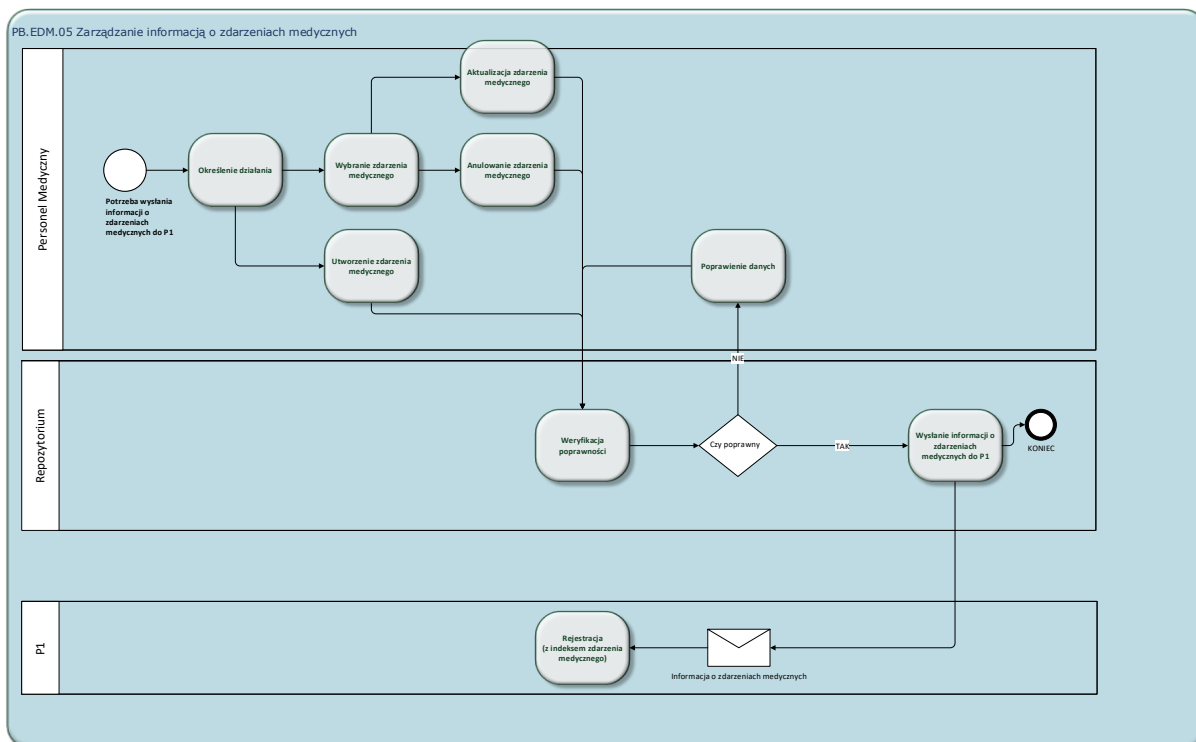 PB.EDM.05 Zarządzanie informacją o zdarzeniach medycznych
Personel Medyczny
Aktualizacja zdarzenia
medycznego
Określenie działania
Wybranie zdarzenia
medycznego
Anulowanie zdarzenia
medycznego
Potrzeba wysłania
informacji o
zdarzeniach
medycznych do P1
Utworzenie zdarzenia
medycznego
Poprawienie danych
NIE
Repozytorium
Weryfikacja
poprawności
Czy poprawny
TAK
Wysłanie informacji o
zdarzeniach
medycznych do P1
KONIEC
P1
Rejestracja
(z indeksem zdarzenia
medycznego)
Informacja o zdarzeniach medycznych